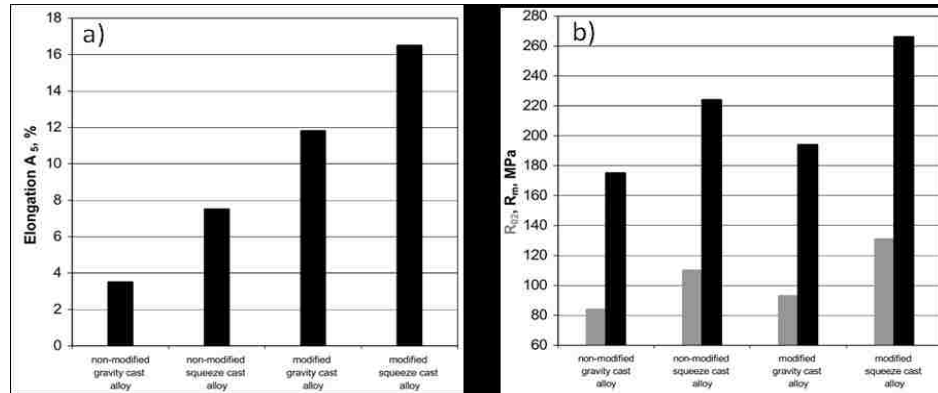 a)
Elongation A 5, %
18
16
14
12
10
8
6
4
2
0
non-modified
gravity cast
alloy
non-modified
squeeze cast
alloy
modified
gravity cast
alloy
modified
squeeze cast
alloy
b)
R02, Rm, MPa
280
260
240
220
200
180
160
140
120
100
80
60
non-modified
gravity cast
alloy
non-modified
squeeze cast
alloy
modified
gravity cast
alloy
modified
squeeze cast
alloy